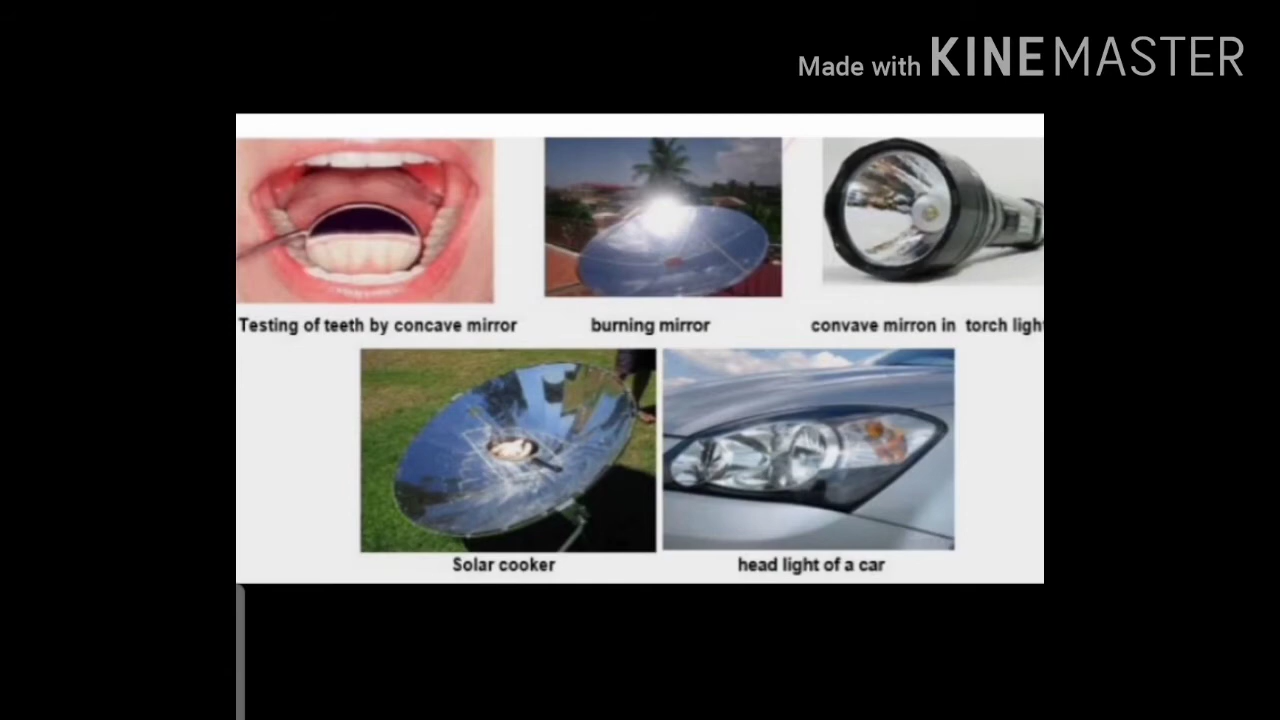 Made with KINEMASTER
Testing of teeth by concave mirror
burning mirror
convave mirron in torch light
Solar cooker
head light of a car